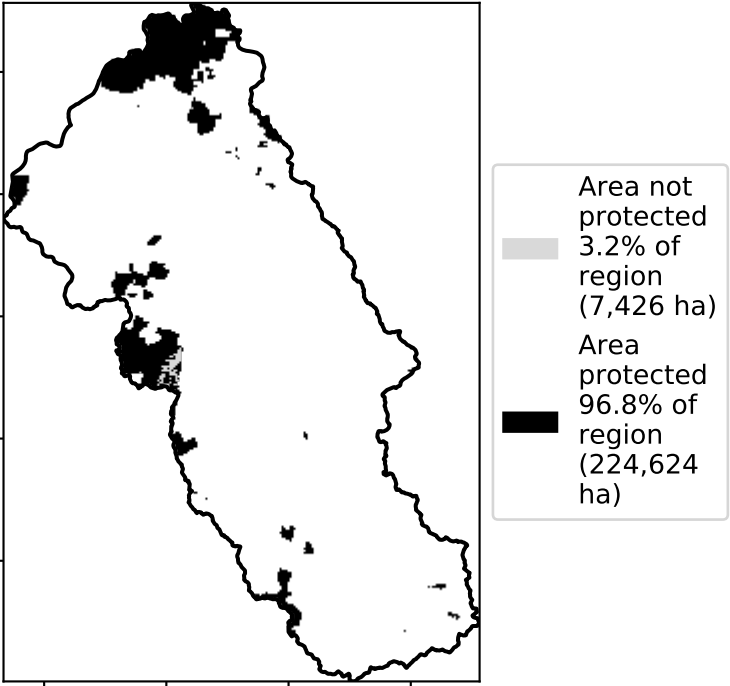 Area not
protected
3.2% of
region
(7,426 ha)
Area
protected
96.8% of
region
(224,624
ha)